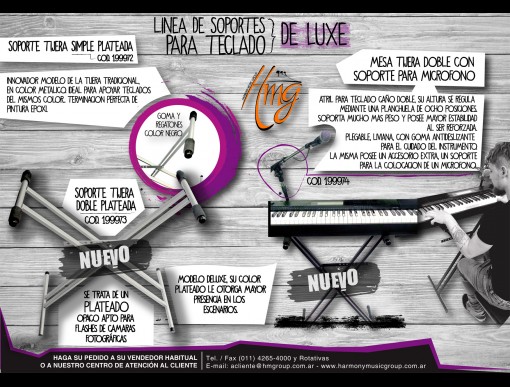 LINEA DE SOPORTES
PARA TECLADO
DE LUXE
SOPORTE TIJERA SIMPLE PLATEADA
COD. 199972
INNOVADOR MODELO DE LA TIJERA TRADICIONAL,
EN COLOR METALICO IDEAL PARA APOYAR TECLADOS
DEL MISMOS COLOR. TERMINACION PERFECTA DE
PINTURA EPOXI.
GOMA Y
REGATONES
COLOR NEGRO.
hmg
MESA TIJERA DOBLE CON
SOPORTE PARA MICROFONO
ATRIL PARA TECLADO CAÑO DOBLE, SU ALTURA SE REGULA
MEDIANTE UNA PLANCHUELA DE OCHO POSICIONES.
SOPORTA MUCHO MAS PESO Y POSEE MAYOR ESTABILIDAD
AL SER REFORZADA.
PLEGABLE, LIVIANA, CON GOMA ANTIDESLIZANTE
PARA EL CUIDADO DEL INSTRUMENTO
LA MISMA POSEE UN ACCESORIO EXTRA, UN SOPORTE
PARA LA COLOCACION DE UN MICROFONO.
COD. 199974
SOPORTE TIJERA
DOBLE PLATEADA
COD. 199973
NUEVO
NUEVO
SE TRATA DE UN
PLATEADO
OPACO APTO PARA
FLASHES DE CAMARAS
FOTOGRÁFICAS
MODELO DELUXE, SU COLOR
PLATEADO LE OTORGA MAYOR
PRESENCIA EN LOS
ESCENARIOS.
HAGA SU PEDIDO A SU VENDEDOR HABITUAL
O A NUESTRO CENTRO DE ATENCIÓN AL CLIENTE
Tel. / Fax (011) 4265-4000 y Rotativas
E-mail: acliente@hmgroup.com.ar - www.harmonymusicgroup.com.ar